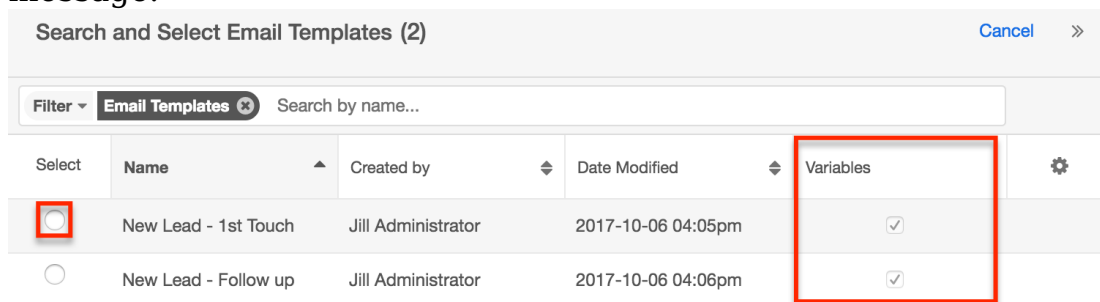 Search and Select Email Templates (2) Cancel »
Filter Email Templates Search by name...
Select Name Created by Date Modified Variables
New Lead - 1st Touch Jill Administrator 2017-10-06 04:05pm
New Lead - Follow up Jill Administrator 2017-10-06 04:06pm